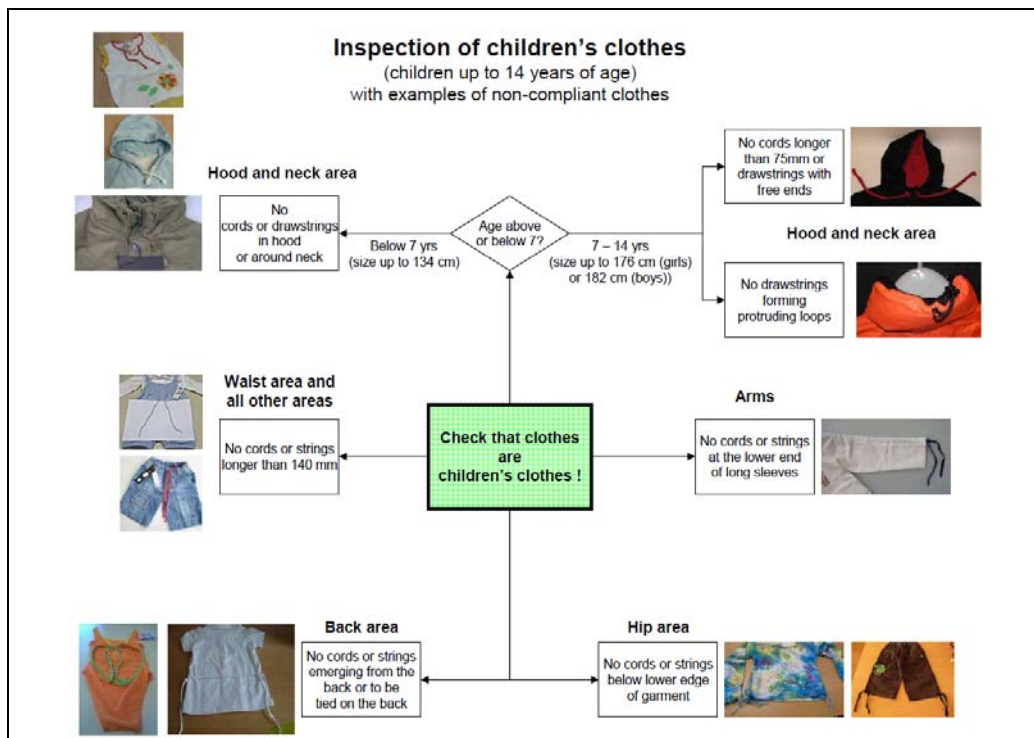 Inspection of children's clothes
(children up to 14 years of age)
with examples of non-compliant clothes
Hood and neck area
No
cords or drawstrings
in hood
or around neck
Below 7 yrs
(size up to 134 cm)
Age above
or below 7?
7 – 14 yrs
(size up to 176 cm (girls)
or 182 cm (boys))
No cords longer
than 75mm or
drawstrings with
free ends
Hood and neck area
No drawstrings
forming
protruding loops
Waist area and
all other areas
No cords or strings
longer than 140 mm
Check that clothes
are
children's clothes !
Arms
No cords or strings
at the lower end
of long sleeves
Back area
No cords or strings
emerging from the
back or to be
tied on the back
Hip area
No cords or strings
below lower edge
of garment